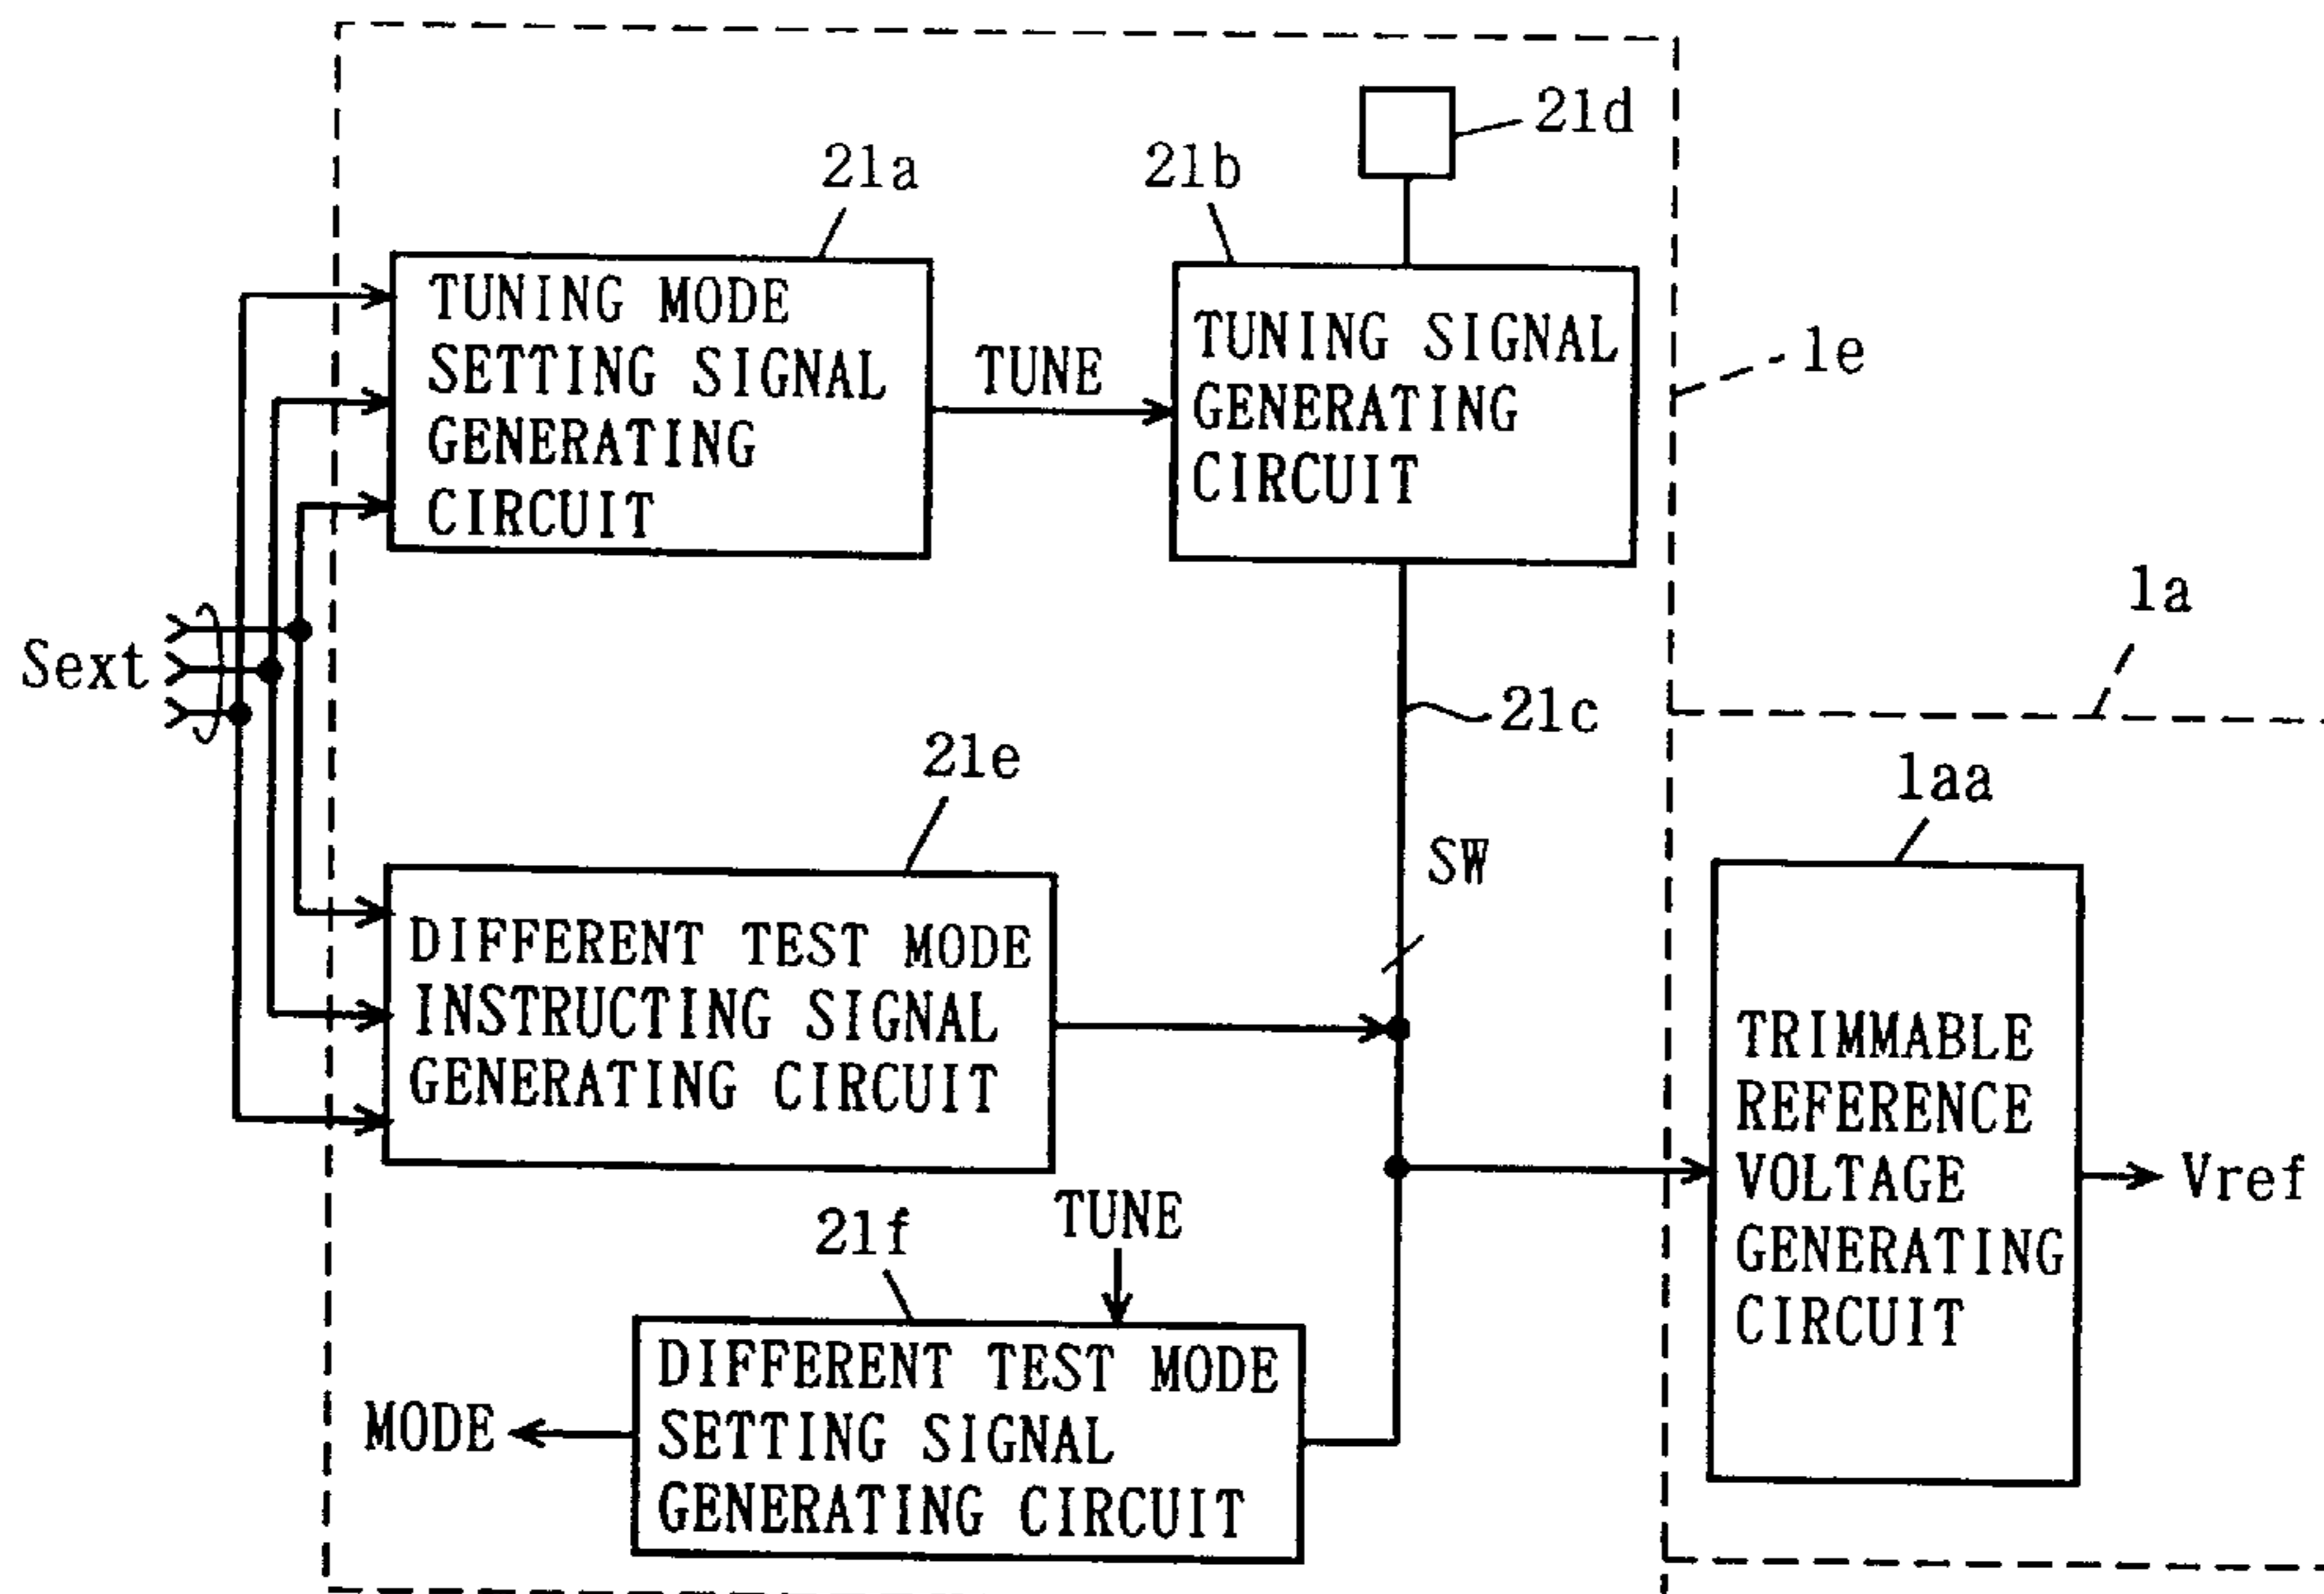 21d
21a
21b
TUNING MODE
SETTING SIGNAL
GENERATING
CIRCUIT
TUNE
TUNING SIGNAL
GENERATING
CIRCUIT
1e
1a
Sext
21c
21e
1aa
SW
DIFFERENT TEST MODE
INSTRUCTING SIGNAL
GENERATING CIRCUIT
TRIMMABLE
REFERENCE
VOLTAGE
GENERATING
CIRCUIT
Vref
21f
TUNE
DIFFERENT TEST MODE
SETTING SIGNAL
GENERATING CIRCUIT
MODE